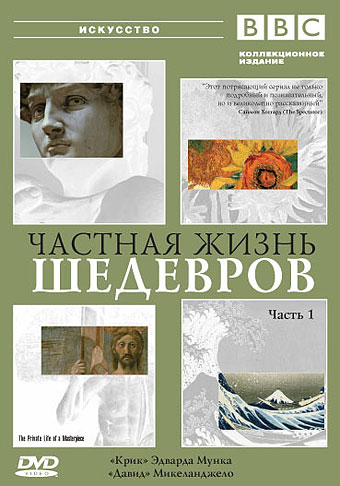 ИСКУССТВО
BBC
КОЛЛЕКЦИОННОЕ
ИЗДАНИЕ
"Этот потрясающий сериал не только
подробный и познавательный,
но и великолепно рассказанный"
Саймон Хоггард (The Spectator)
ЧАСТНАЯ ЖИЗНЬ
ШЕДЕВРОВ
Часть 1
The Private Life of a Masterpiece
DVD
VIDEO
«Крик» Эдварда Мунка
«Давид» Микеланджело